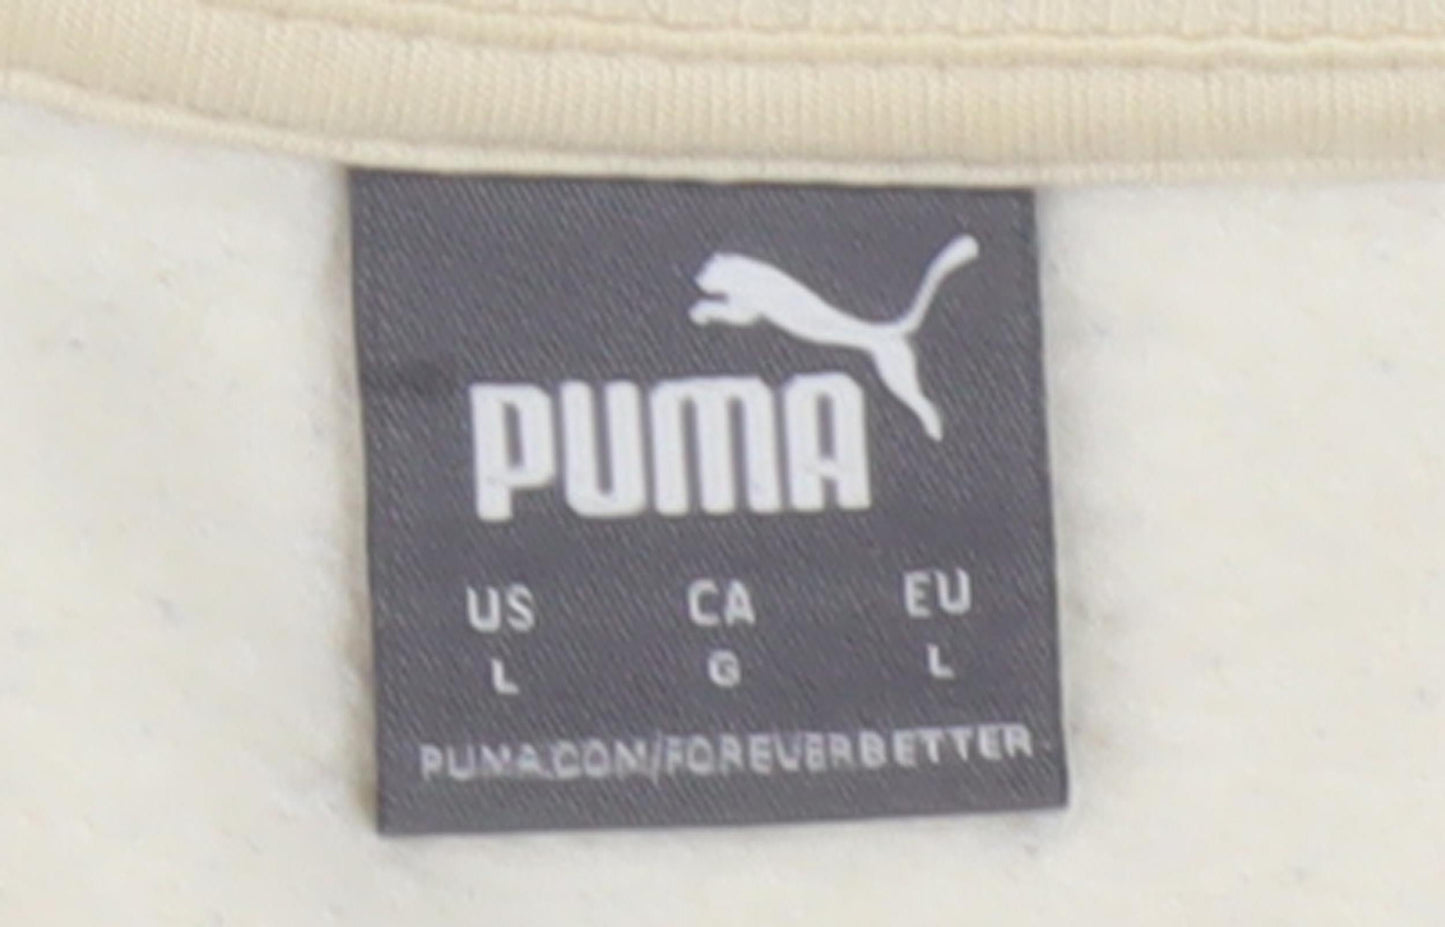 PUMA
US CA EU
L G L
PUMA.COM/FOREVERBETTER